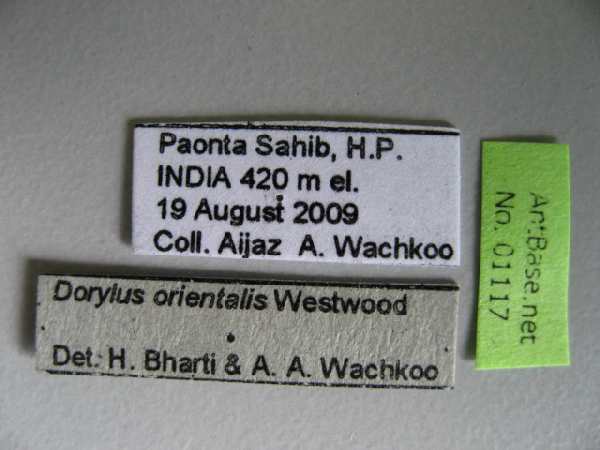 Paonta Sahib, H.P.
INDIA 420 m el.
19 August 2009
Coll. Aijaz A. Wachkoo
Dorylus orientalis Westwood
Det. H. Bharti & A. A. Wachkoo
AntBase.net
No. 01117